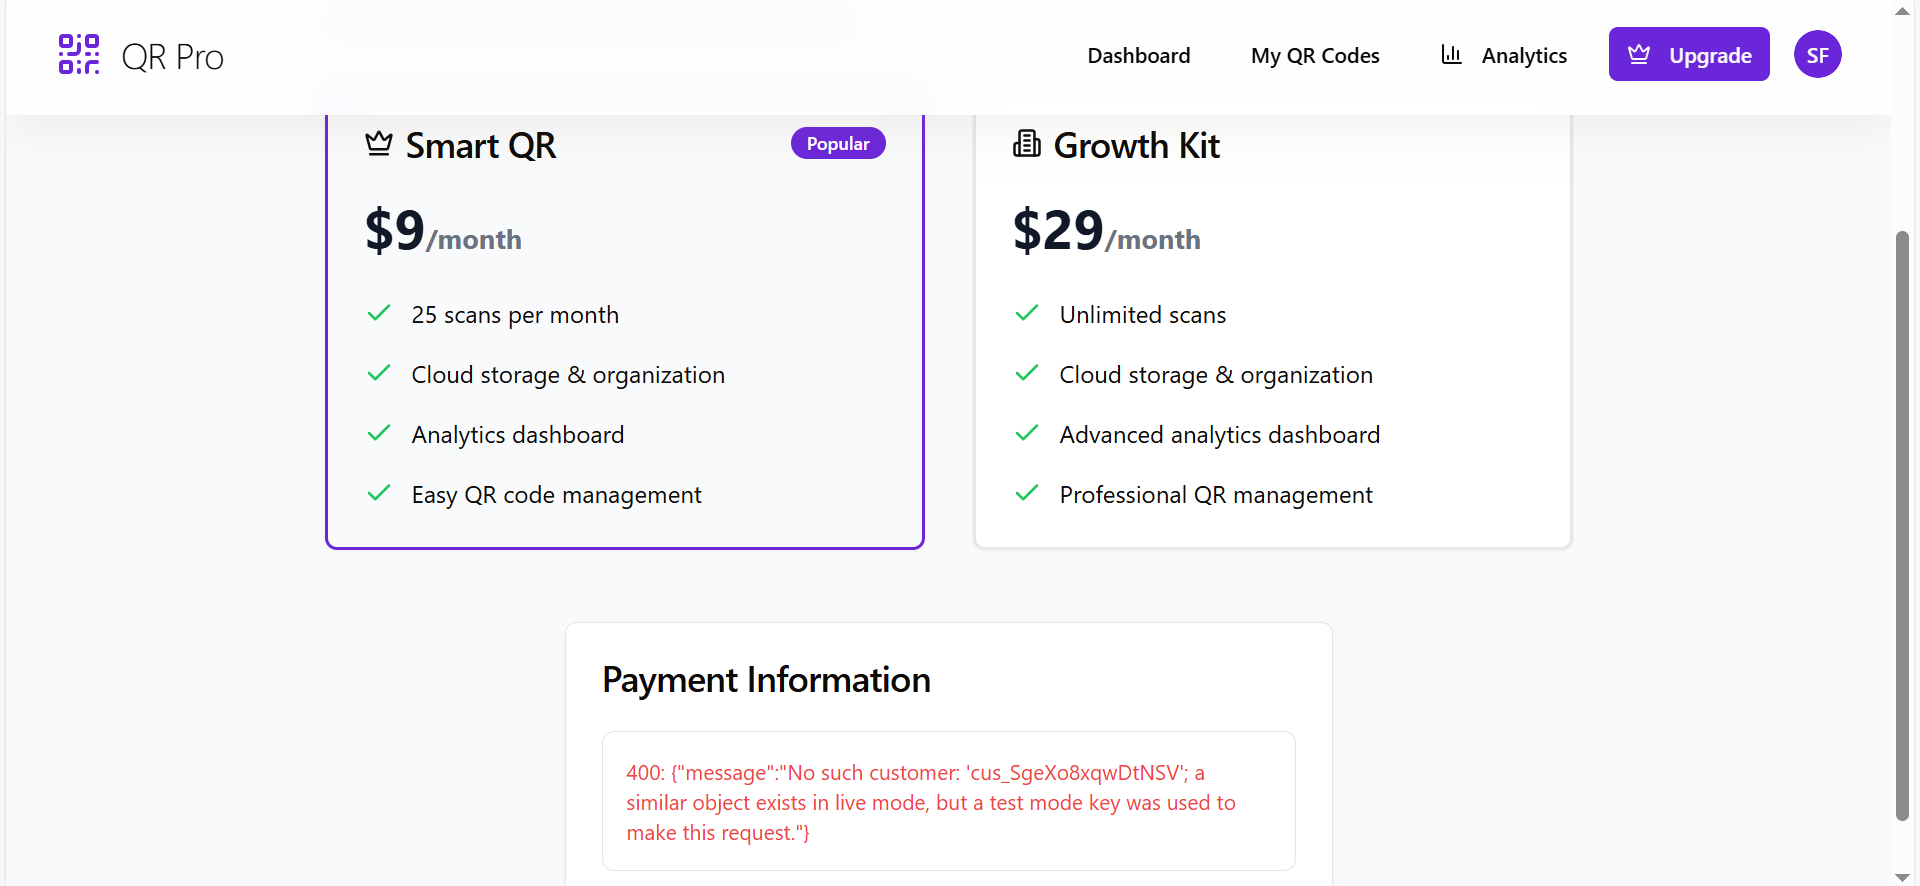 QR Pro
Dashboard
My QR Codes
Analytics
Upgrade
SF
Smart QR
Popular
$9/month
25 scans per month
Cloud storage & organization
Analytics dashboard
Easy QR code management
Growth Kit
$29/month
Unlimited scans
Cloud storage & organization
Advanced analytics dashboard
Professional QR management
Payment Information
400: {"message":"No such customer: 'cus_SgeXo8xqwDtNSV'; a
similar object exists in live mode, but a test mode key was used to
make this request."}